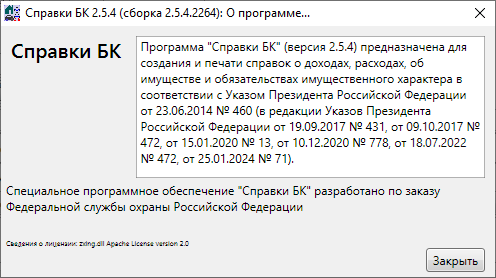 Справки БК 2.5.4 (сборка 2.5.4.2264): О программе...
Справки БК
Программа "Справки БК" (версия 2.5.4) предназначена для
создания и печати справок о доходах, расходах, об
имуществе и обязательствах имущественного характера в
соответствии с Указом Президента Российской Федерации
от 23.06.2014 № 460 (в редакции Указов Президента
Российской Федерации от 19.09.2017 № 431, от 09.10.2017 №
472, от 15.01.2020 № 13, от 10.12.2020 № 778, от 18.07.2022
№ 472, от 25.01.2024 № 71).
Специальное программное обеспечение "Справки БК" разработано по заказу
Федеральной службы охраны Российской Федерации
Сведения о лицензии: zxing.dll Apache License version 2.0
Закрыть